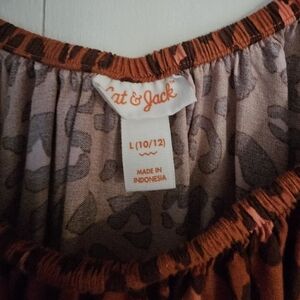 Cat & Jack
L (10/12)
MADE IN
INDONESIA